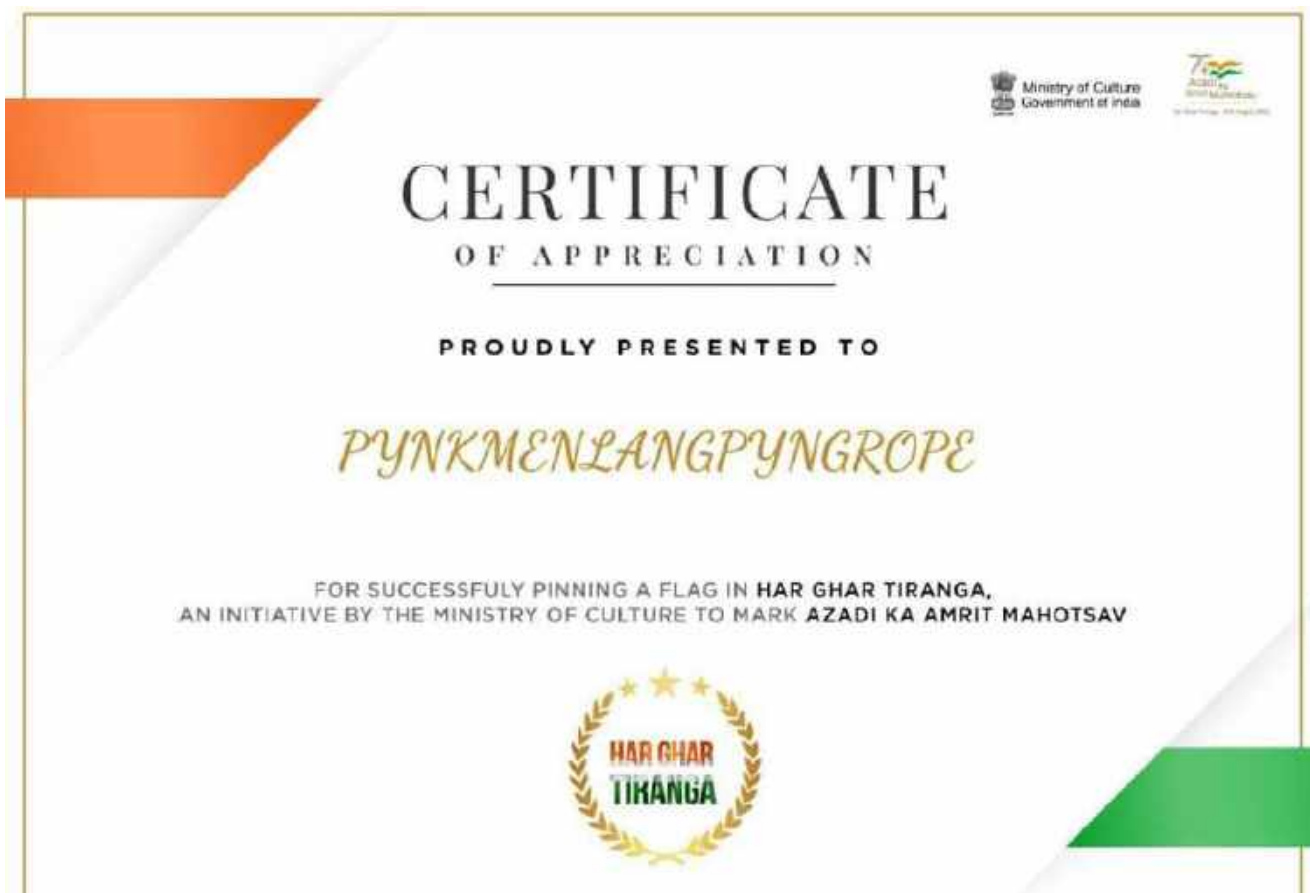 Ministry of Culture
Government of India
CERTIFICATE
OF APPRECIATION
PROUDLY PRESENTED TO
PYNKMENLANGPYNGROPE
FOR SUCCESSFULY PINNING A FLAG IN HAR GHAR TIRANGA,
AN INITIATIVE BY THE MINISTRY OF CULTURE TO MARK AZADI KA AMRIT MAHOTSAV
HAR GHAR
TIRANGA